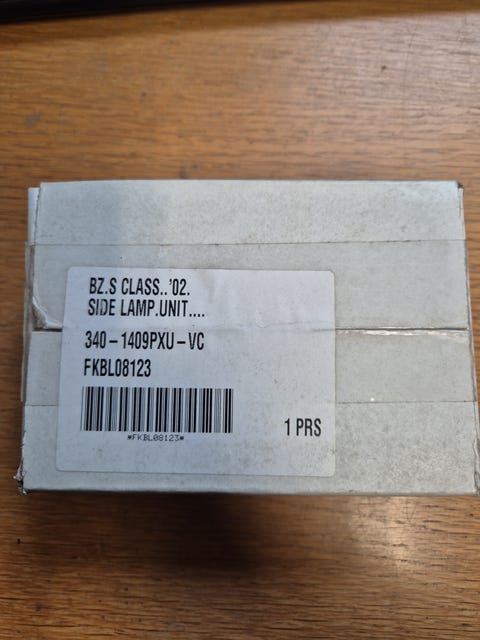 BZ.S CLASS..'02.
SIDE LAMP.UNIT....
340-1409PXU-VC
FKBL08123
*FKBL08123*
1 PRS